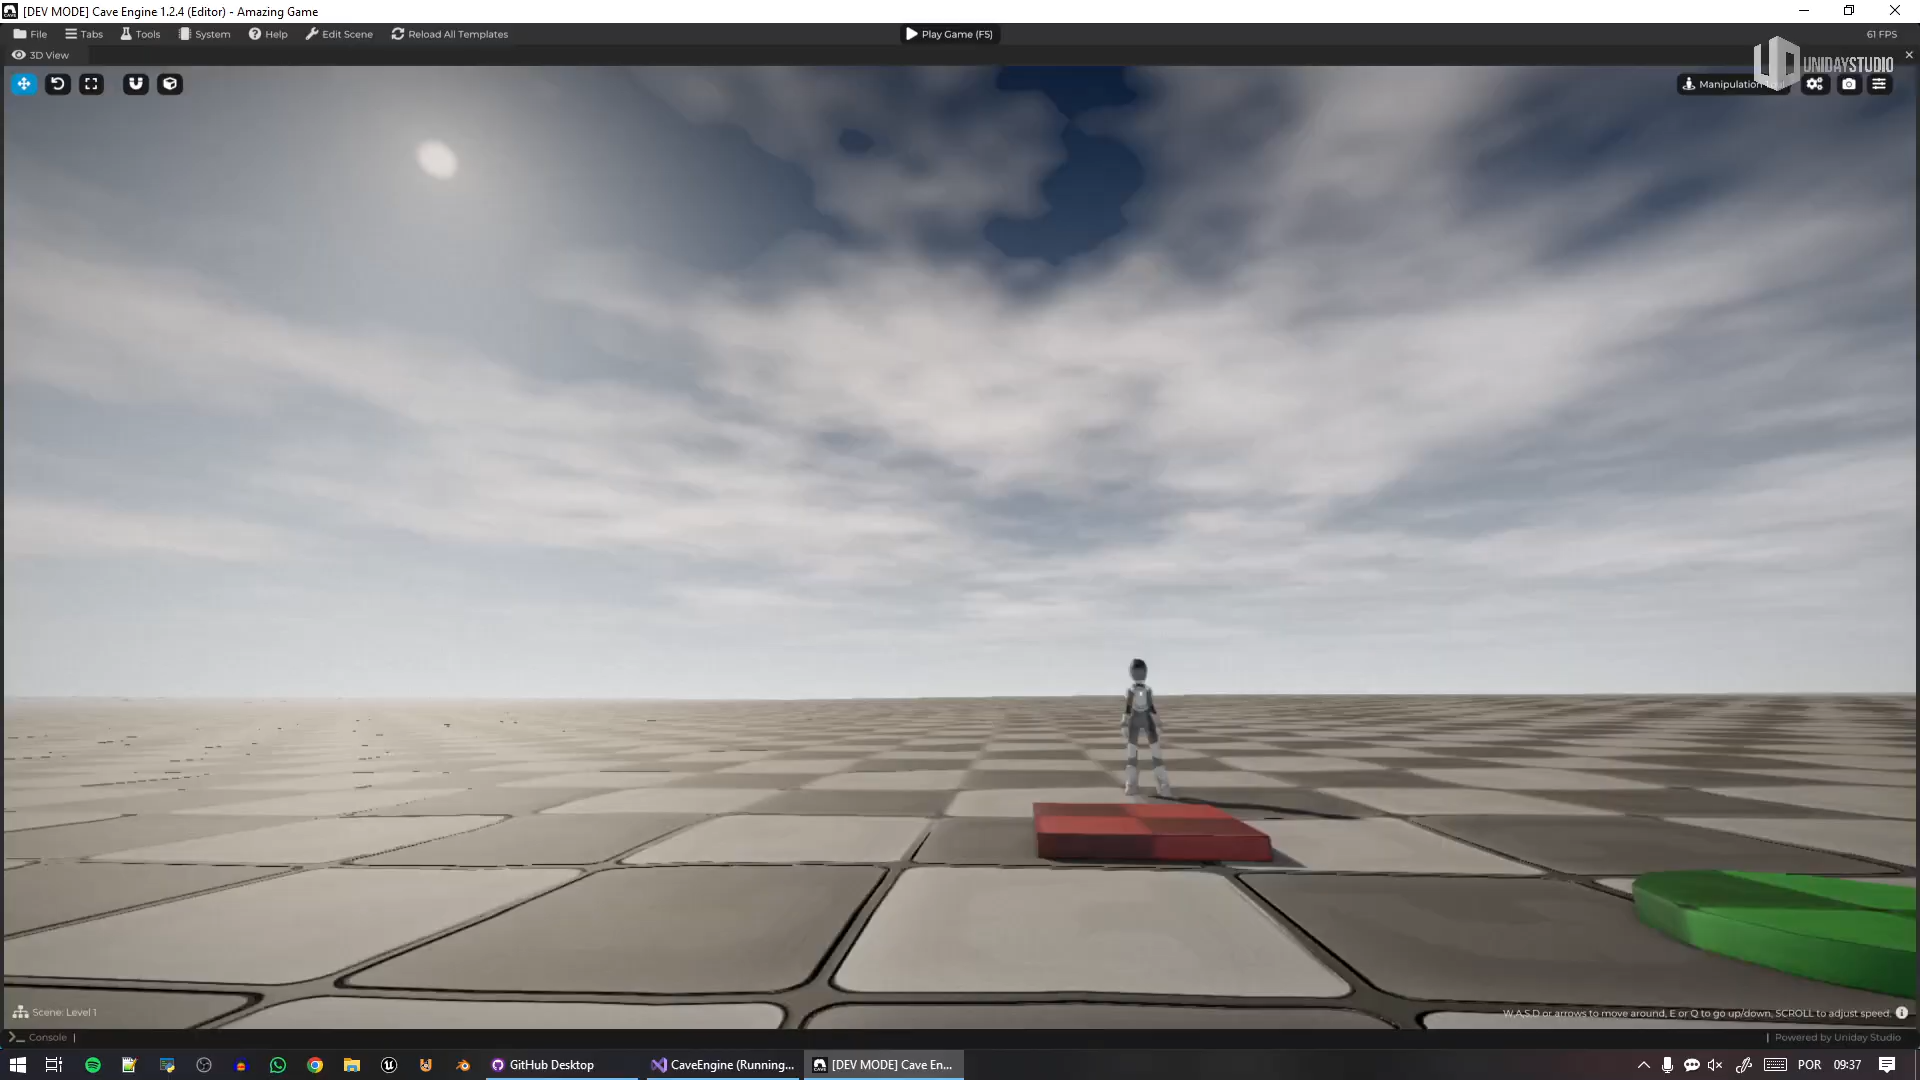 [DEV MODE] Cave Engine 1.2.4 (Editor) - Amazing Game
File Tabs Tools System Help Edit Scene Reload All Templates Play Game (F5) 61 FPS
3D View
UNIDAYSTUDIO
Manipulation
Scene: Level 1
W,A,S,D or arrows to move around, E or Q to go up/down, SCROLL to adjust speed.
Console
Powered by Uniday Studio
GitHub Desktop CaveEngine (Running... [DEV MODE] Cave En... POR 09:37